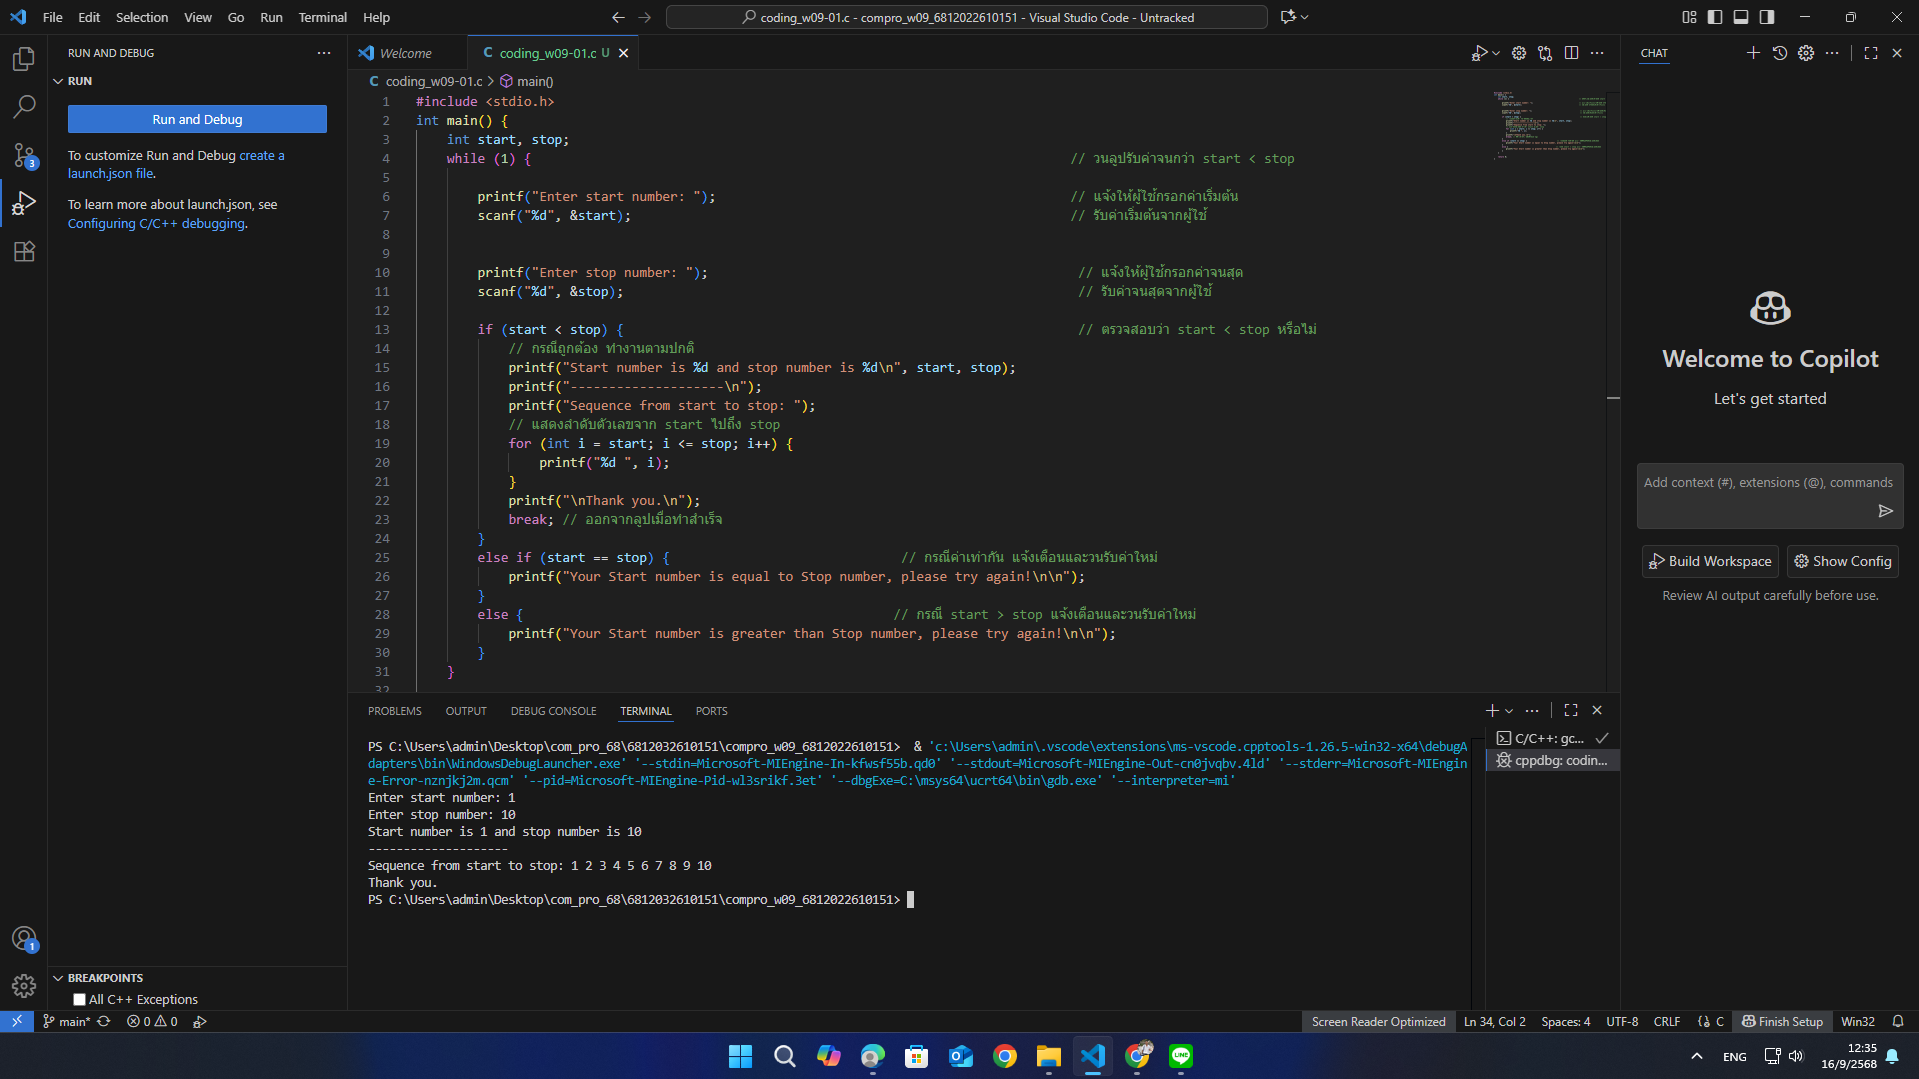 File Edit Selection View Go Run Terminal Help
coding_w09-01.c - compro_w09_6812022610151 - Visual Studio Code - Untracked
RUN AND DEBUG
RUN
Run and Debug
To customize Run and Debug create a
launch.json file.
To learn more about launch.json, see
Configuring C/C++ debugging.
3
1
BREAKPOINTS
All C++ Exceptions
Welcome
C coding_w09-01.c U
C coding_w09-01.c > main()
1 #include <stdio.h>
2 int main() {
3 int start, stop;
4 while (1) { // วนลูปรับค่าจนกว่า start < stop
5
6 printf("Enter start number: "); // แจ้งให้ผู้ใช้กรอกค่าเริ่มต้น
7 scanf("%d", &start); // รับค่าเริ่มต้นจากผู้ใช้
8
9
10 printf("Enter stop number: "); // แจ้งให้ผู้ใช้กรอกค่าจนสุด
11 scanf("%d", &stop); // รับค่าจนสุดจากผู้ใช้
12
13 if (start < stop) { // ตรวจสอบว่า start < stop หรือไม่
14 // กรณีถูกต้อง ทำงานตามปกติ
15 printf("Start number is %d and stop number is %d\n", start, stop);
16 printf("--------------------\n");
17 printf("Sequence from start to stop: ");
18 // แสดงลำดับตัวเลขจาก start ไปถึง stop
19 for (int i = start; i <= stop; i++) {
20 printf("%d ", i);
21 }
22 printf("\nThank you.\n");
23 break; // ออกจากลูปเมื่อทำสำเร็จ
24 }
25 else if (start == stop) { // กรณีค่าเท่ากัน แจ้งเตือนและวนรับค่าใหม่
26 printf("Your Start number is equal to Stop number, please try again!\n\n");
27 }
28 else { // กรณี start > stop แจ้งเตือนและวนรับค่าใหม่
29 printf("Your Start number is greater than Stop number, please try again!\n\n");
30 }
31 }
32
PROBLEMS OUTPUT DEBUG CONSOLE TERMINAL PORTS
PS C:\Users\admin\Desktop\com_pro_68\6812032610151\compro_w09_6812022610151> & 'c:\Users\admin\.vscode\extensions\ms-vscode.cpptools-1.26.5-win32-x64\debugA
dapters\bin\WindowsDebugLauncher.exe' '--stdin=Microsoft-MIEngine-In-kfwsf55b.qd0' '--stdout=Microsoft-MIEngine-Out-cn0jvqbv.4ld' '--stderr=Microsoft-MIEngin
e-Error-nznjkj2m.qcm' '--pid=Microsoft-MIEngine-Pid-wl3srikf.3et' '--dbgExe=C:\msys64\ucrt64\bin\gdb.exe' '--interpreter=mi'
Enter start number: 1
Enter stop number: 10
Start number is 1 and stop number is 10
--------------------
Sequence from start to stop: 1 2 3 4 5 6 7 8 9 10
Thank you.
PS C:\Users\admin\Desktop\com_pro_68\6812032610151\compro_w09_6812022610151>
C/C++: gc...
cppdbg: codin...
CHAT
Welcome to Copilot
Let's get started
Add context (#), extensions (@), commands
Build Workspace Show Config
Review AI output carefully before use.
main* 0 0
Screen Reader Optimized Ln 34, Col 2 Spaces: 4 UTF-8 CRLF C Finish Setup Win32
ENG
12:35
16/9/2568